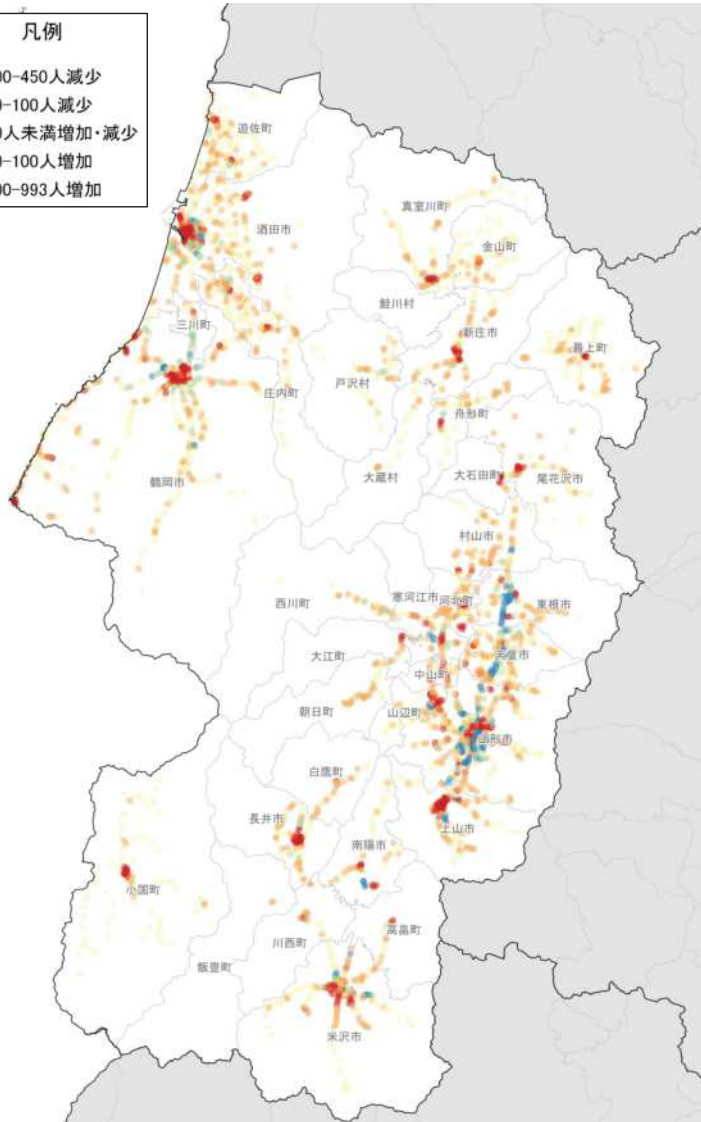 凡例
00-450人減少
0-100人減少
0人未満増加・減少
0-100人増加
00-993人増加
遊佐町
真室川町
酒田市
金山町
鮭川村
三川町
新庄市
最上町
戸沢村
庄内町
舟形町
大蔵村
大石田町
尾花沢市
鶴岡市
村山市
西川町
寒河江市
河北町
東根市
大江町
天童市
中山町
朝日町
山辺町
山形市
白鷹町
長井市
南陽市
上山市
小国町
高畠町
川西町
飯豊町
米沢市